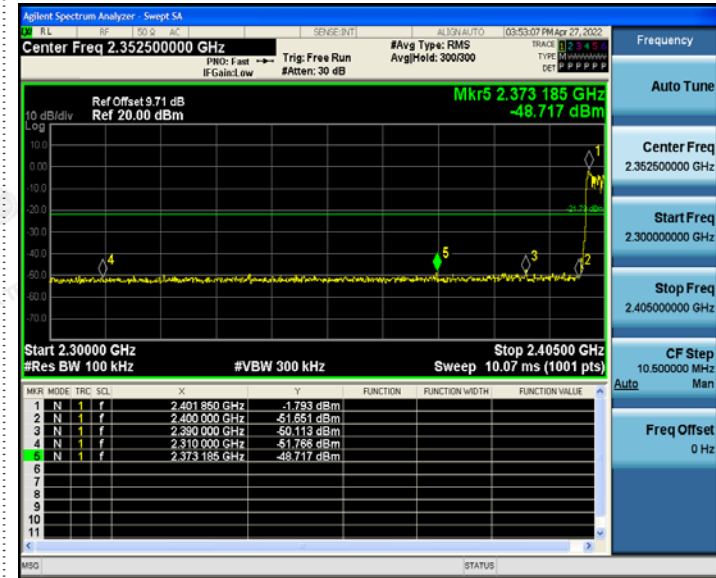 Agilent Spectrum Analyzer - Swept SA
RL RF 50 Ω AC SENSE:INT ALIGNAUTO 03:53:07 PM Apr 27, 2022
Center Freq 2.352500000 GHz
PNO: Fast
IFGain:Low
Trig: Free Run
#Atten: 30 dB
#Avg Type: RMS
Avg|Hold: 300/300
TRACE 1 2 3 4 5 6
TYPE M
DET P P P P P P
Ref Offset 9.71 dB
Ref 20.00 dBm
10 dB/div
Log
Mkr5 2.373 185 GHz
-48.717 dBm
10.0
0.00
-10.0
-20.0
-30.0
-40.0
-50.0
-60.0
-70.0
1
-21.79 dBm
4
5
3
2
Start 2.30000 GHz
Stop 2.40500 GHz
#Res BW 100 kHz #VBW 300 kHz Sweep 10.07 ms (1001 pts)
MKR MODE TRC SCL X Y FUNCTION FUNCTION WIDTH FUNCTION VALUE
1 N 1 f 2.401 850 GHz -1.793 dBm
2 N 1 f 2.400 000 GHz -51.651 dBm
3 N 1 f 2.390 000 GHz -50.113 dBm
4 N 1 f 2.310 000 GHz -51.766 dBm
5 N 1 f 2.373 185 GHz -48.717 dBm
6
7
8
9
10
11
MSG STATUS
Frequency
Auto Tune
Center Freq
2.352500000 GHz
Start Freq
2.300000000 GHz
Stop Freq
2.405000000 GHz
CF Step
10.500000 MHz
Auto Man
Freq Offset
0 Hz